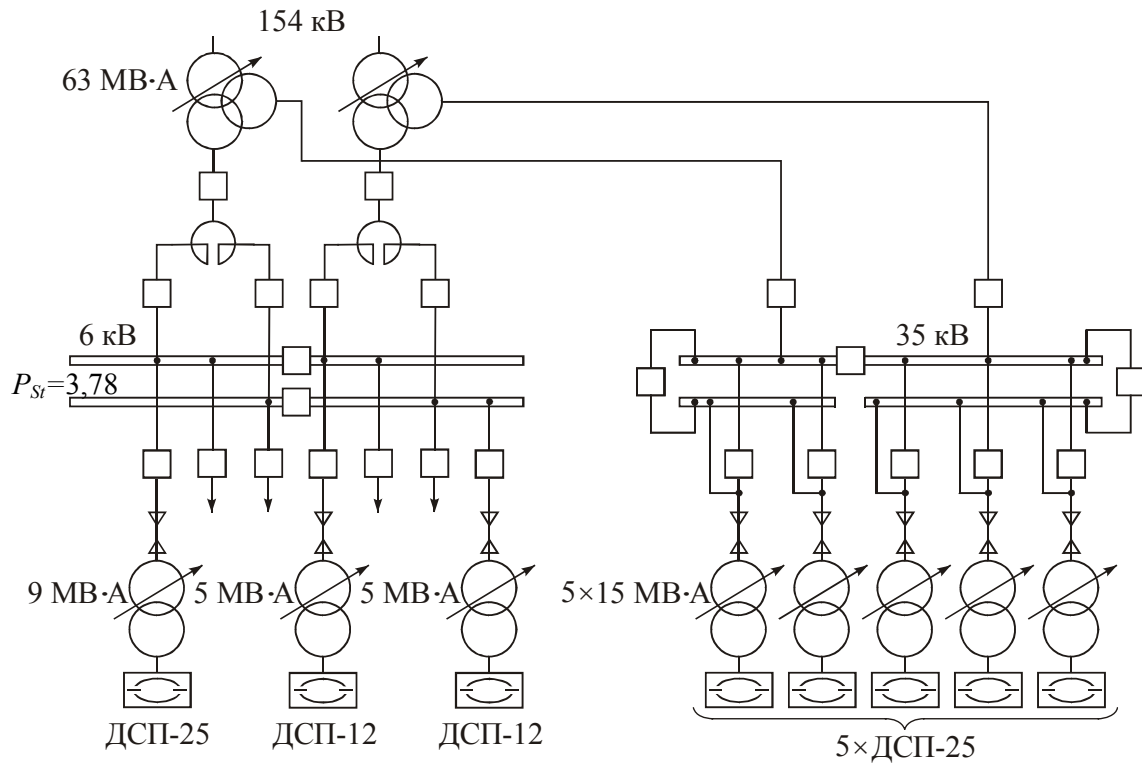 154 кВ
63 МВ·А
6 кВ
35 кВ
PSt=3,78
9 МВ·А
5 МВ·А
5 МВ·А
5×15 МВ·А
ДСП-25
ДСП-12
ДСП-12
5×ДСП-25